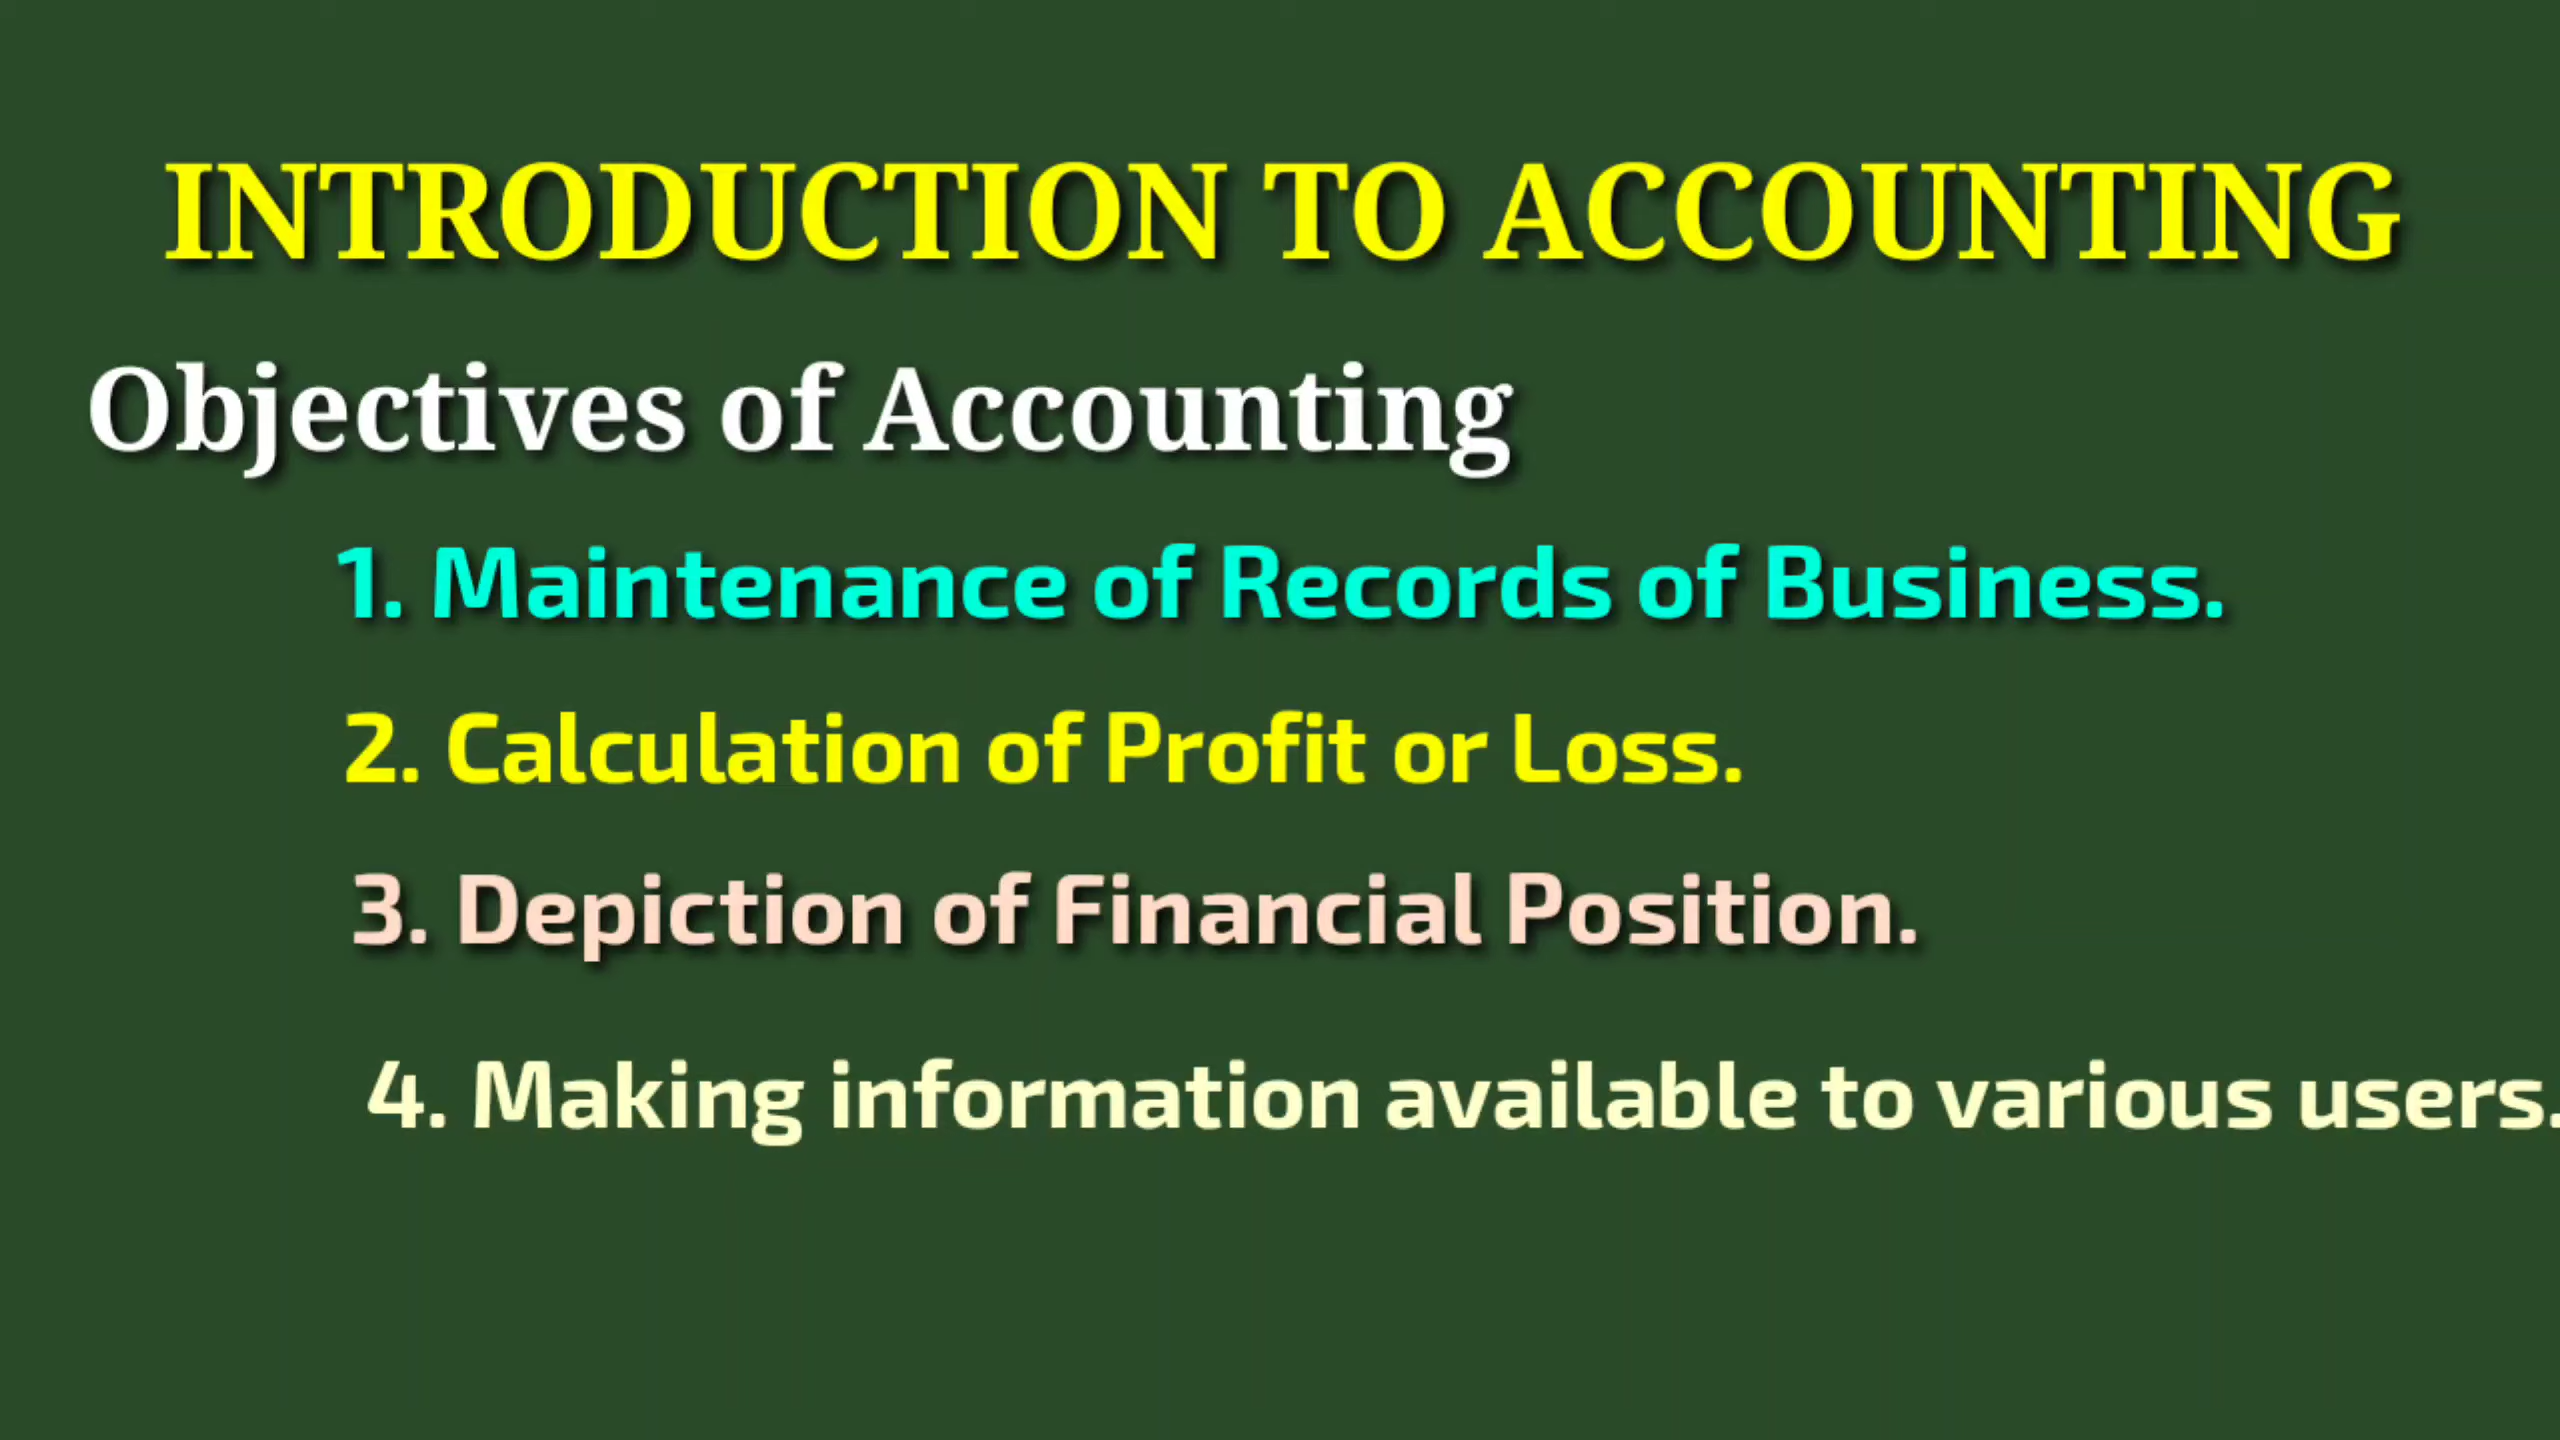 INTRODUCTION TO ACCOUNTING
Objectives of Accounting
1. Maintenance of Records of Business.
2. Calculation of Profit or Loss.
3. Depiction of Financial Position.
4. Making information available to various users.